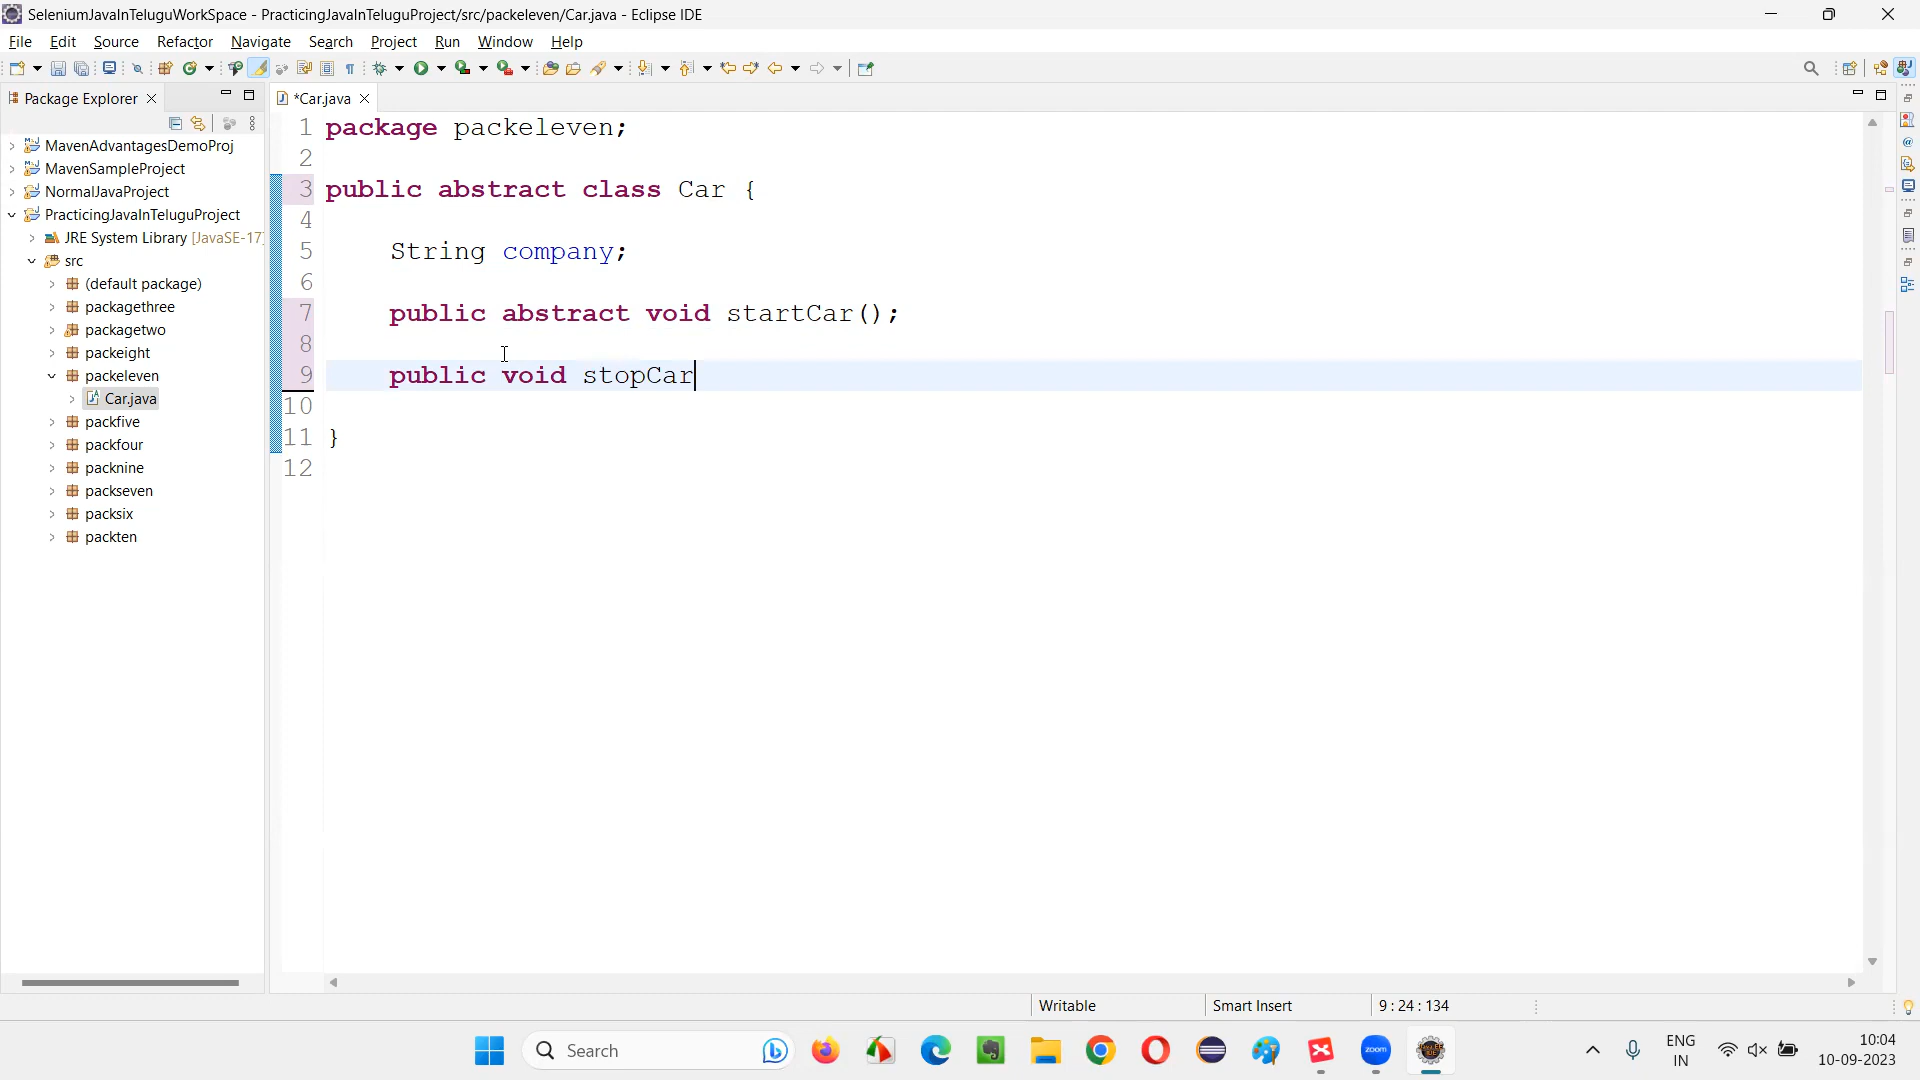 SeleniumJavaInTeluguWorkSpace - PracticingJavaInTeluguProject/src/packeleven/Car.java - Eclipse IDE
File Edit Source Refactor Navigate Search Project Run Window Help
Package Explorer
*Car.java
MavenAdvantagesDemoProj
MavenSampleProject
NormalJavaProject
PracticingJavaInTeluguProject
JRE System Library [JavaSE-17]
src
(default package)
packagethree
packagetwo
packeight
packeleven
Car.java
packfive
packfour
packnine
packseven
packsix
packten
1 package packeleven;
2
3 public abstract class Car {
4
5 String company;
6
7 public abstract void startCar();
8
9 public void stopCar
10
11 }
12
Writable Smart Insert 9 : 24 : 134
Search
zoom
ENG
IN
10:04
10-09-2023